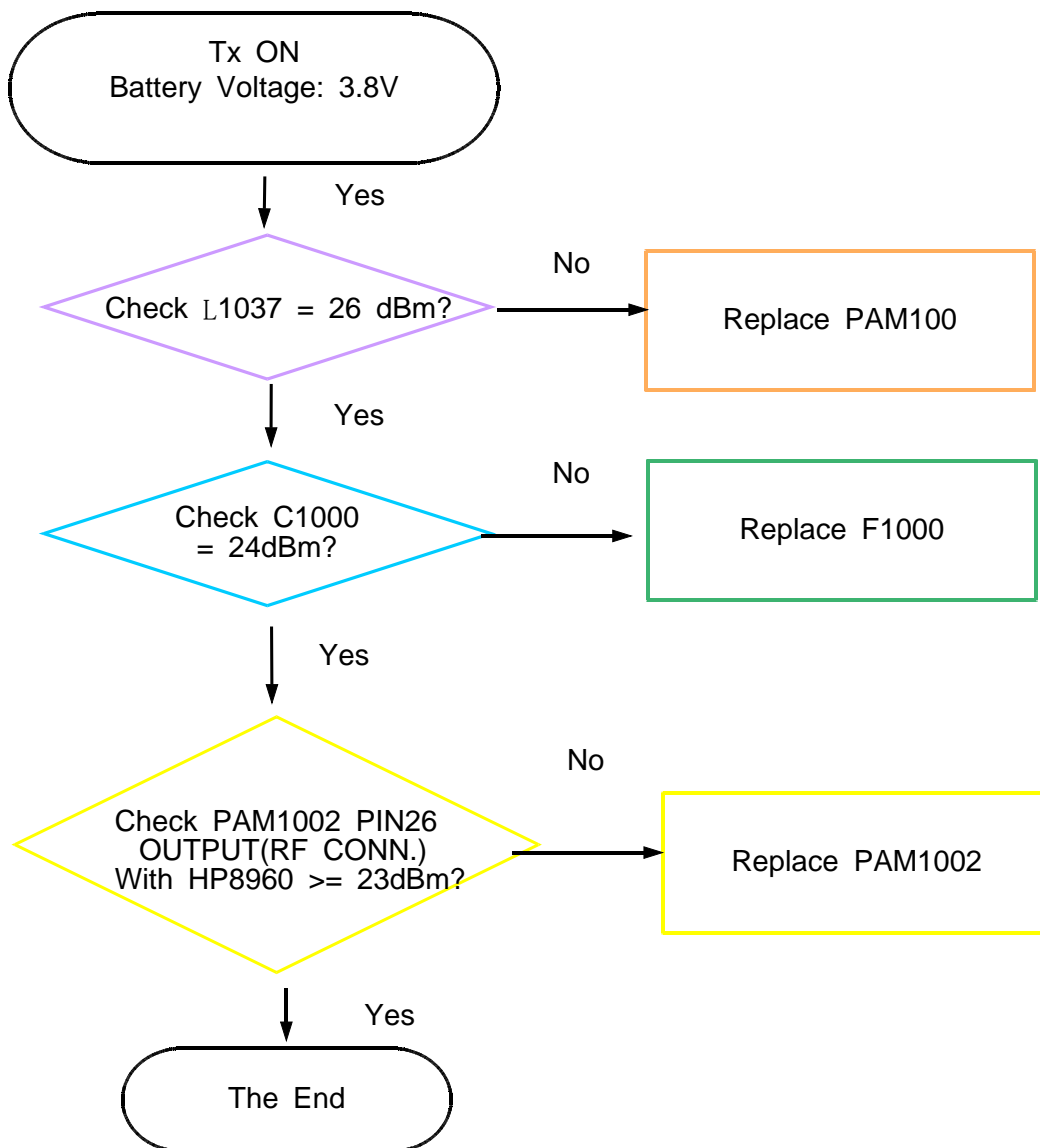 Tx ON
Battery Voltage: 3.8V
Yes
Check L1037 = 26 dBm?
No
Replace PAM100
Yes
Check C1000
= 24dBm?
No
Replace F1000
Yes
Check PAM1002 PIN26
OUTPUT(RF CONN.)
With HP8960 >= 23dBm?
No
Replace PAM1002
Yes
The End